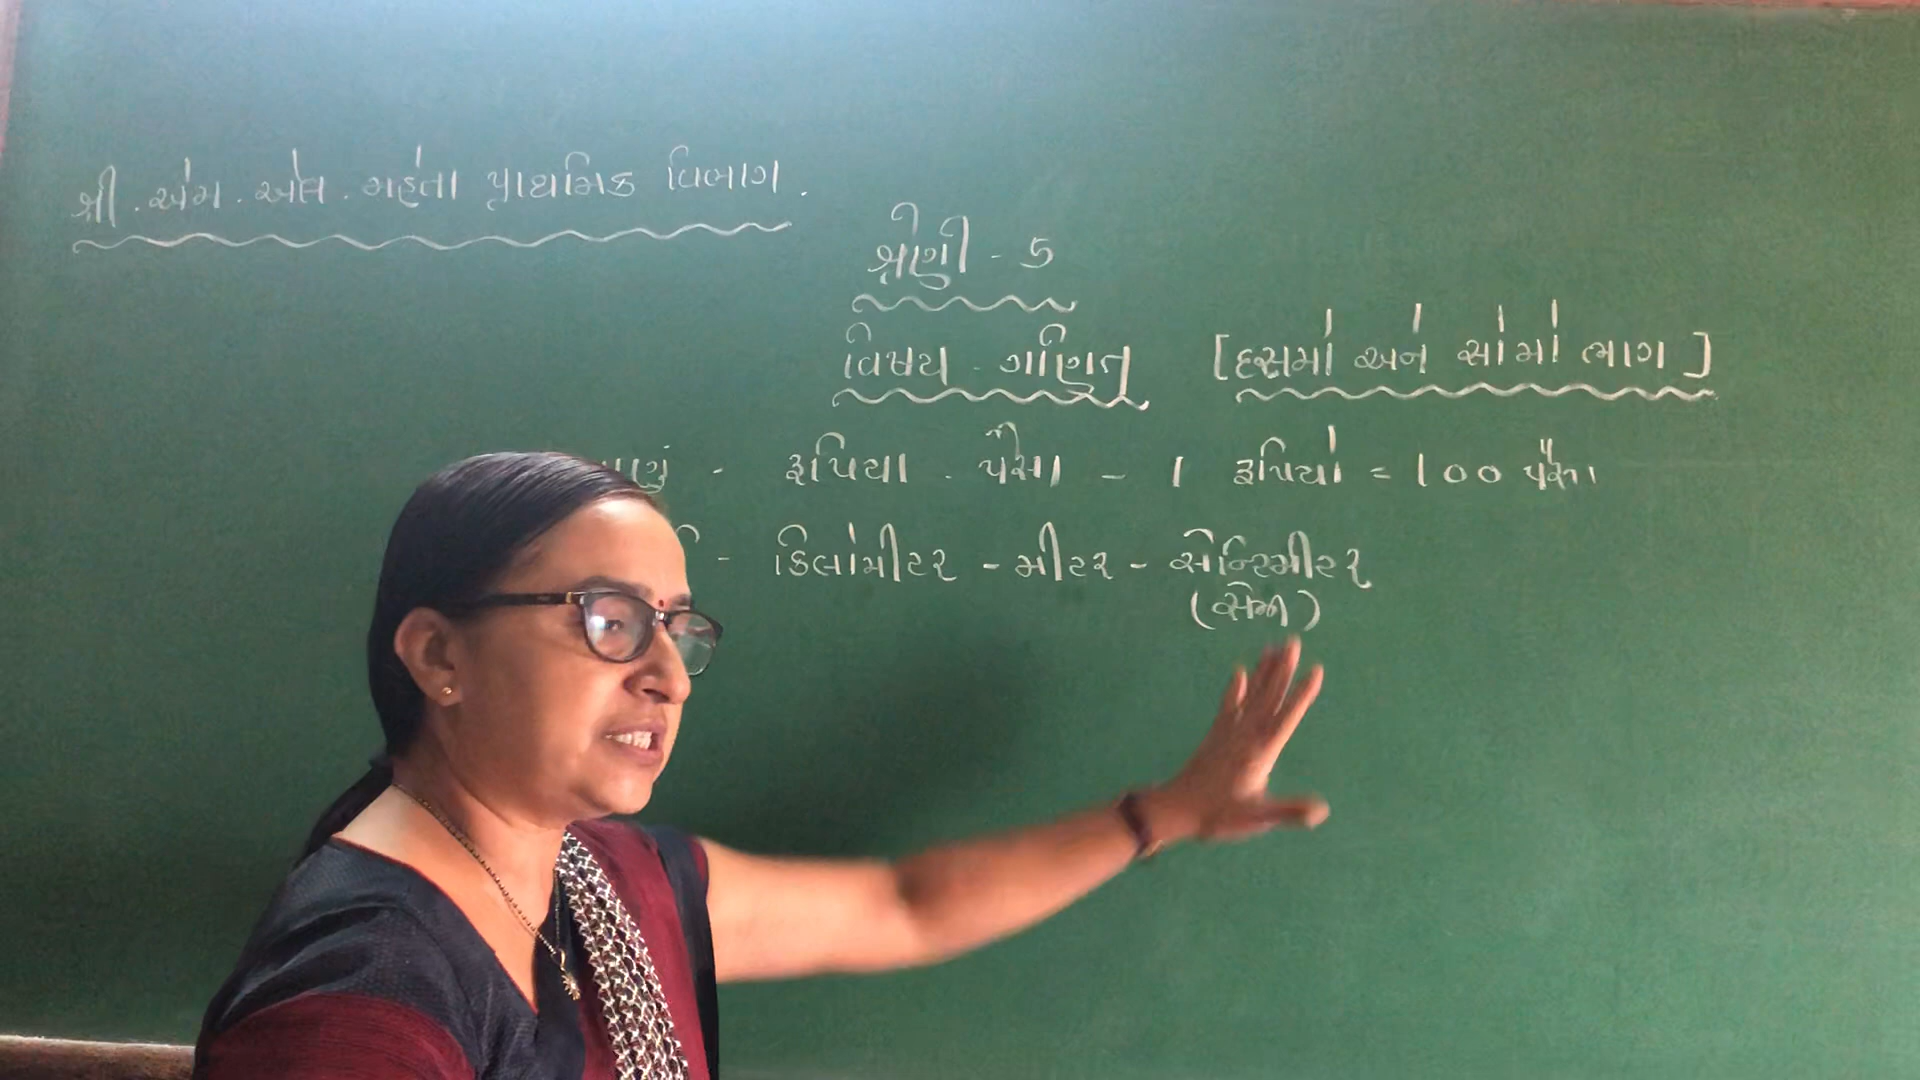 શ્રી. એમ. એલ. મહેતા પ્રાથમિક વિભાગ.
શ્રેણી - 5
વિષય - ગણિત [દસમો અને સોમો ભાગ]
- રૂપિયા - પૈસા - 1 રૂપિયો = 100 પૈસા
- કિલોમીટર - મીટર - સેન્ટિમીટર
(સેમી)